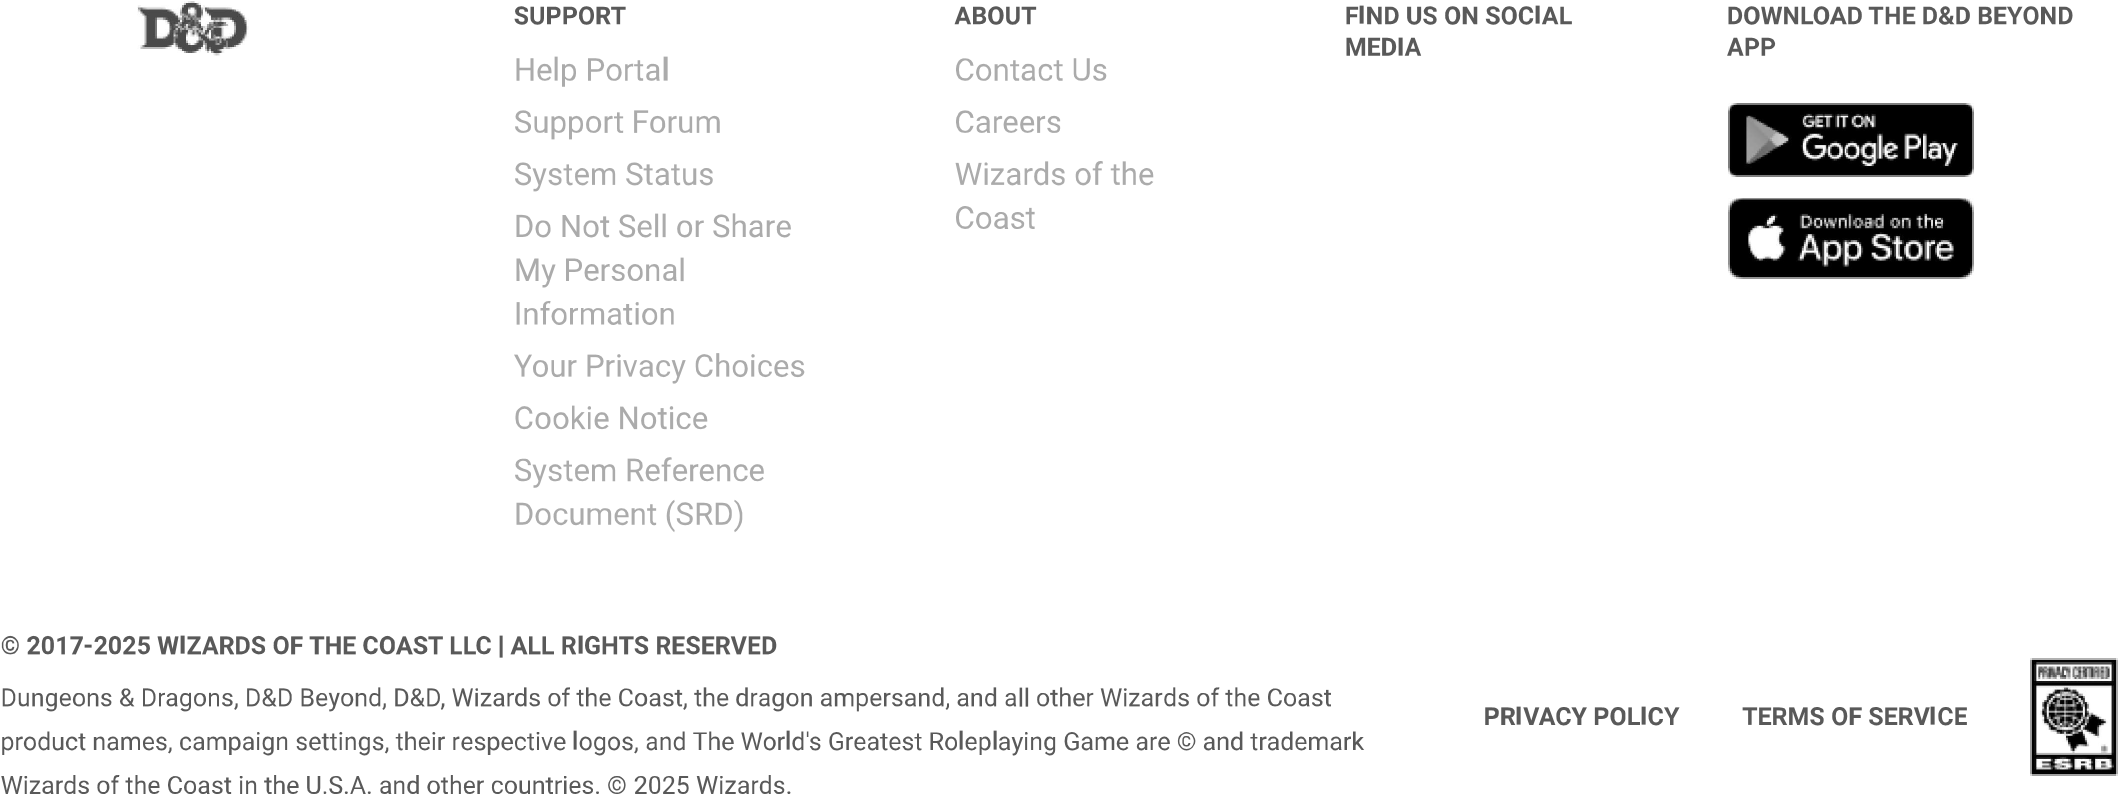 D&D
SUPPORT
Help Portal
Support Forum
System Status
Do Not Sell or Share
My Personal
Information
Your Privacy Choices
Cookie Notice
System Reference
Document (SRD)
ABOUT
Contact Us
Careers
Wizards of the
Coast
FIND US ON SOCIAL
MEDIA
DOWNLOAD THE D&D BEYOND
APP
GET IT ON
Google Play
Download on the
App Store
© 2017-2025 WIZARDS OF THE COAST LLC | ALL RIGHTS RESERVED
Dungeons & Dragons, D&D Beyond, D&D, Wizards of the Coast, the dragon ampersand, and all other Wizards of the Coast
product names, campaign settings, their respective logos, and The World's Greatest Roleplaying Game are © and trademark
Wizards of the Coast in the U.S.A. and other countries. © 2025 Wizards.
PRIVACY POLICY
TERMS OF SERVICE
PRIVACY CERTIFIED
ESRB